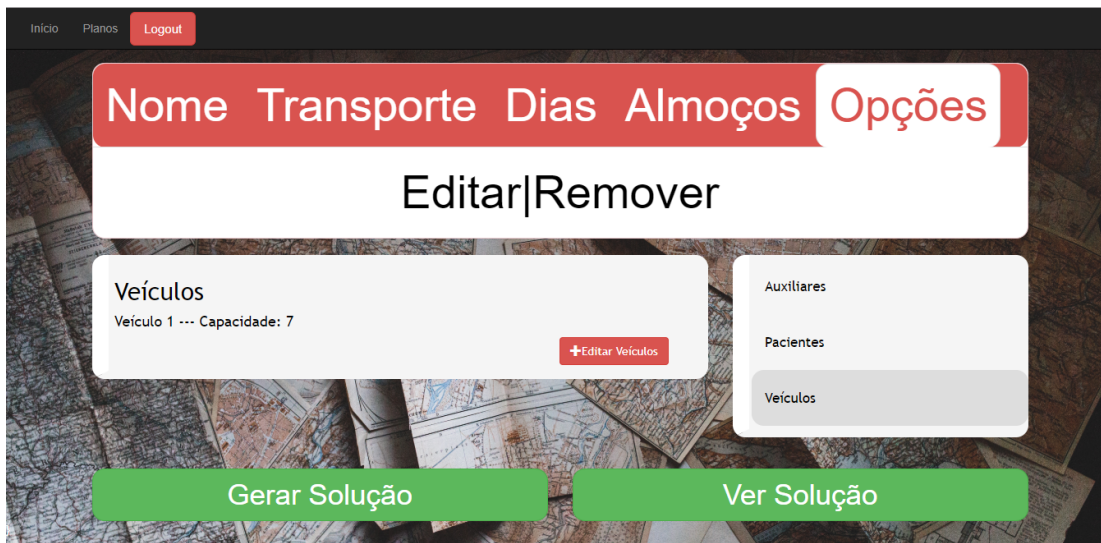 Início Planos Logout
Nome Transporte Dias Almoços Opções
Editar|Remover
Veículos
Veículo 1 --- Capacidade: 7
+Editar Veículos
Auxiliares
Pacientes
Veículos
Gerar Solução Ver Solução